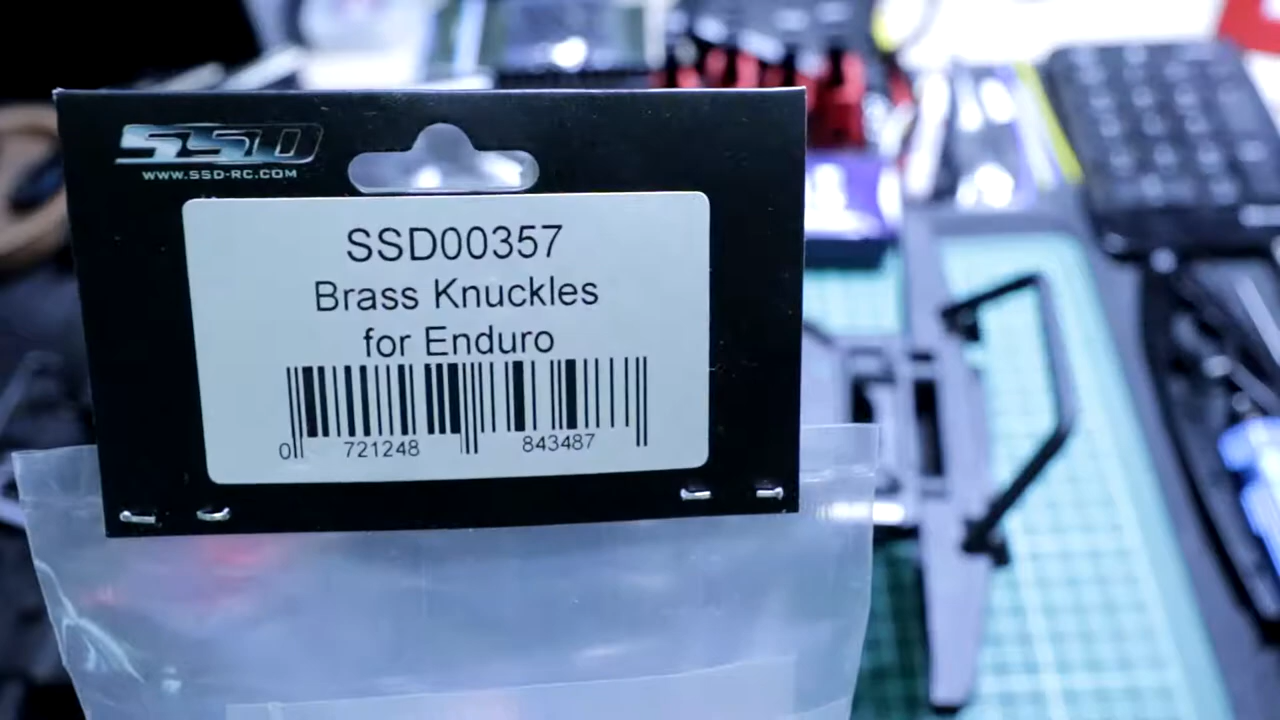 SSD
WWW.SSD-RC.COM
SSD00357
Brass Knuckles
for Enduro
0 721248 843487